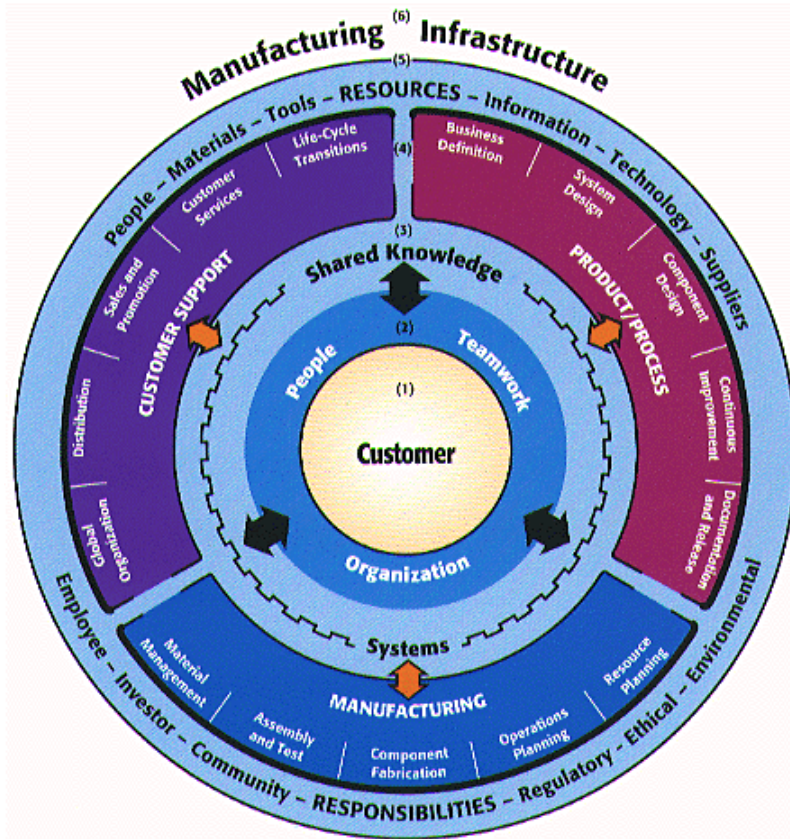 (6)
Manufacturing Infrastructure
(5)
People – Materials – Tools – RESOURCES – Information – Technology – Suppliers
(4)
Life-Cycle
Transitions
Customer
Services
Sales and
Promotion
Distribution
Global
Organization
CUSTOMER SUPPORT
Business
Definition
System
Design
Component
Design
Continuous
Improvement
Documentation
and Release
PRODUCT/PROCESS
(3)
Shared Knowledge
(2)
People
Teamwork
Organization
(1)
Customer
Systems
MANUFACTURING
Material
Management
Assembly
and Test
Component
Fabrication
Operations
Planning
Resource
Planning
Employee – Investor – Community – RESPONSIBILITIES – Regulatory – Ethical – Environmental